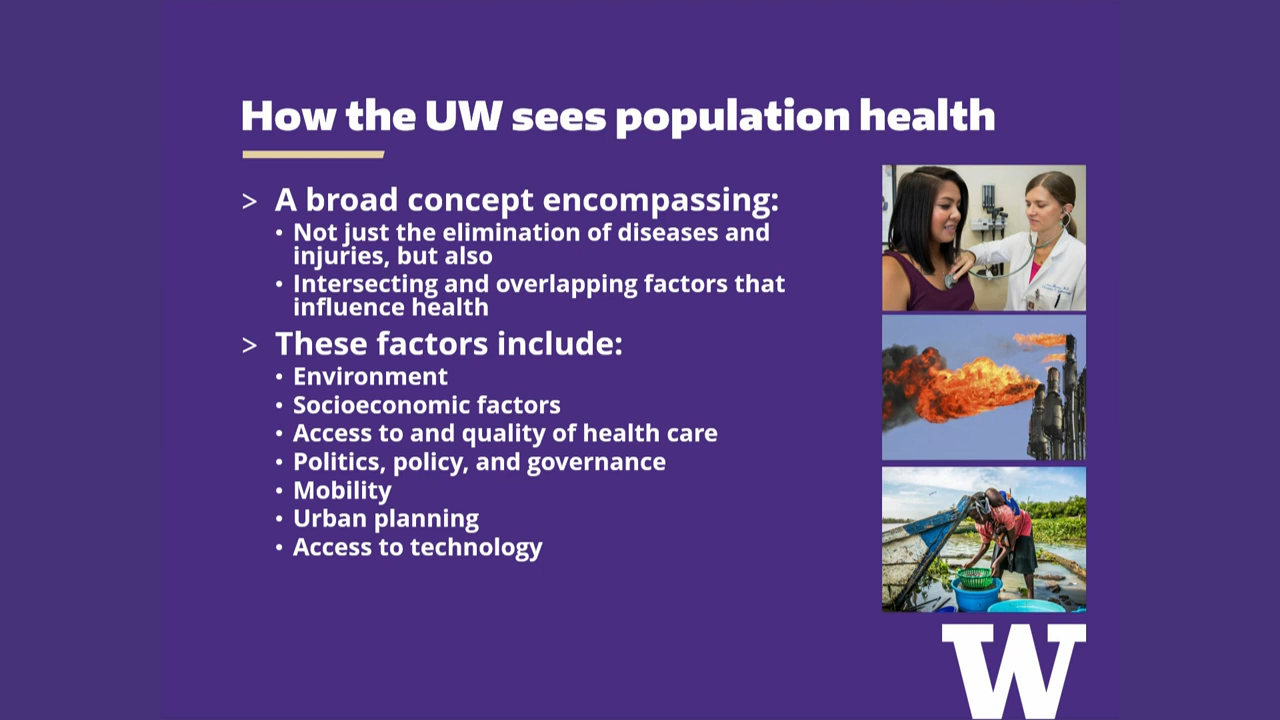 How the UW sees population health
> A broad concept encompassing:
• Not just the elimination of diseases and
injuries, but also
• Intersecting and overlapping factors that
influence health
> These factors include:
• Environment
• Socioeconomic factors
• Access to and quality of health care
• Politics, policy, and governance
• Mobility
• Urban planning
• Access to technology
W